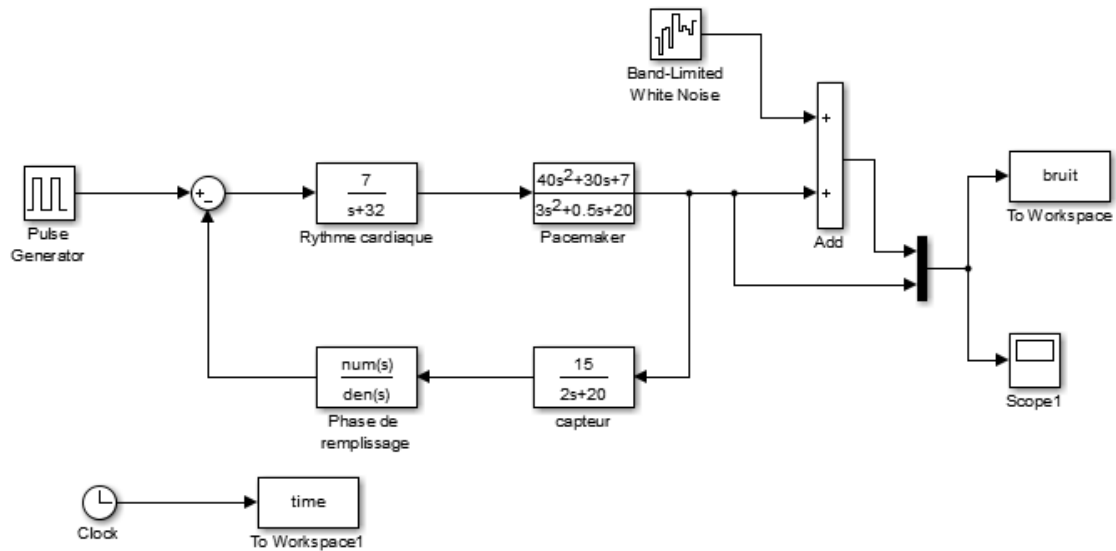 Band-Limited
White Noise
+
+
Add
Pulse
Generator
+
−
7
s+32
Rythme cardiaque
40s²+30s+7
3s²+0.5s+20
Pacemaker
bruit
To Workspace
num(s)
den(s)
Phase de
remplissage
15
2s+20
capteur
Scope1
Clock
time
To Workspace1